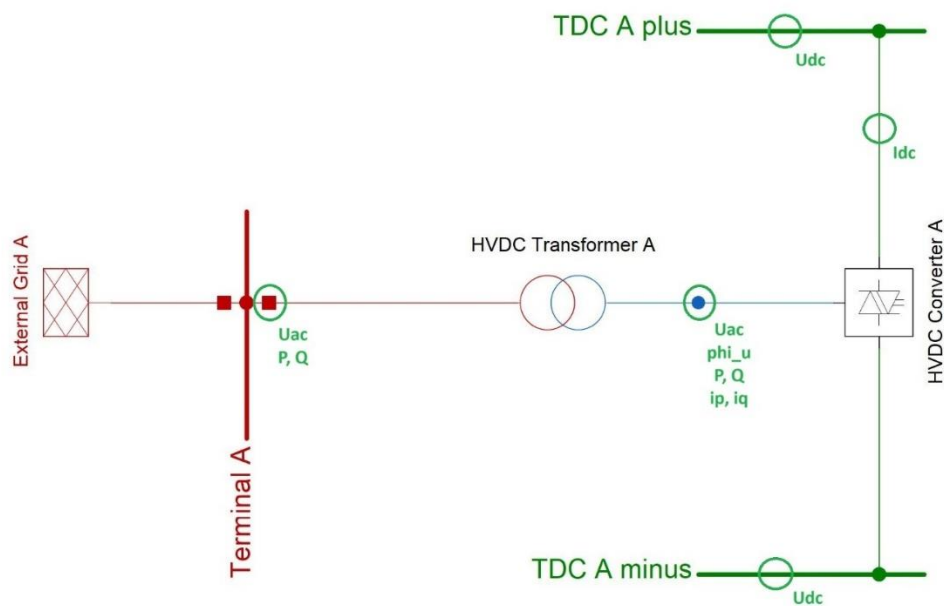 TDC A plus
Udc
Idc
External Grid A
HVDC Transformer A
HVDC Converter A
Uac
P, Q
Uac
phi_u
P, Q
ip, iq
Terminal A
TDC A minus
Udc